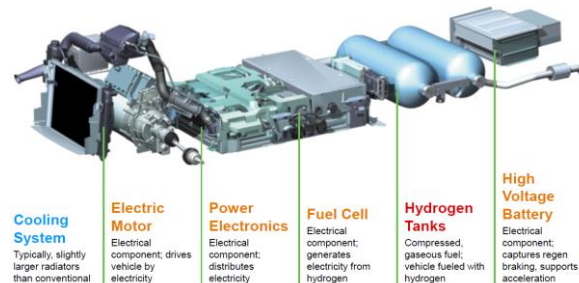 Cooling
System
Typically, slightly
larger radiators
than conventional
Electric
Motor
Electrical
component; drives
vehicle by
electricity
Power
Electronics
Electrical
component;
distributes
electricity
Fuel Cell
Electrical
component;
generates
electricity from
hydrogen
Hydrogen
Tanks
Compressed,
gaseous fuel;
vehicle fueled with
hydrogen
High
Voltage
Battery
Electrical
component;
captures regen
braking, supports
acceleration